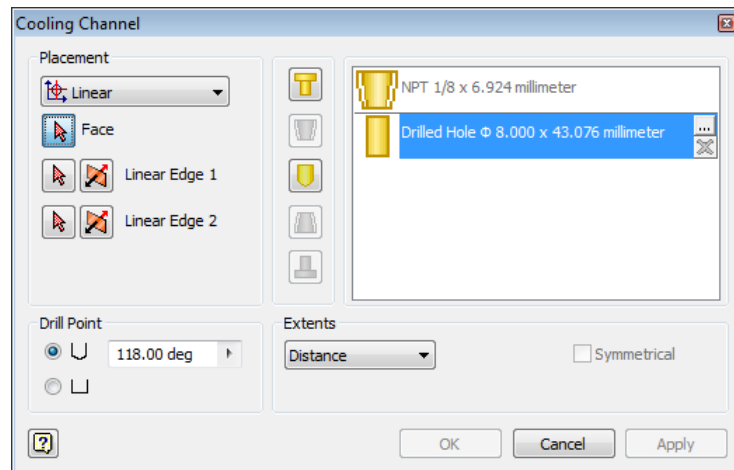 Cooling Channel
Placement
Linear
Face
Linear Edge 1
Linear Edge 2
NPT 1/8 x 6.924 millimeter
Drilled Hole Φ 8.000 x 43.076 millimeter
...
Drill Point
118.00 deg
Extents
Distance
Symmetrical
?
OK
Cancel
Apply